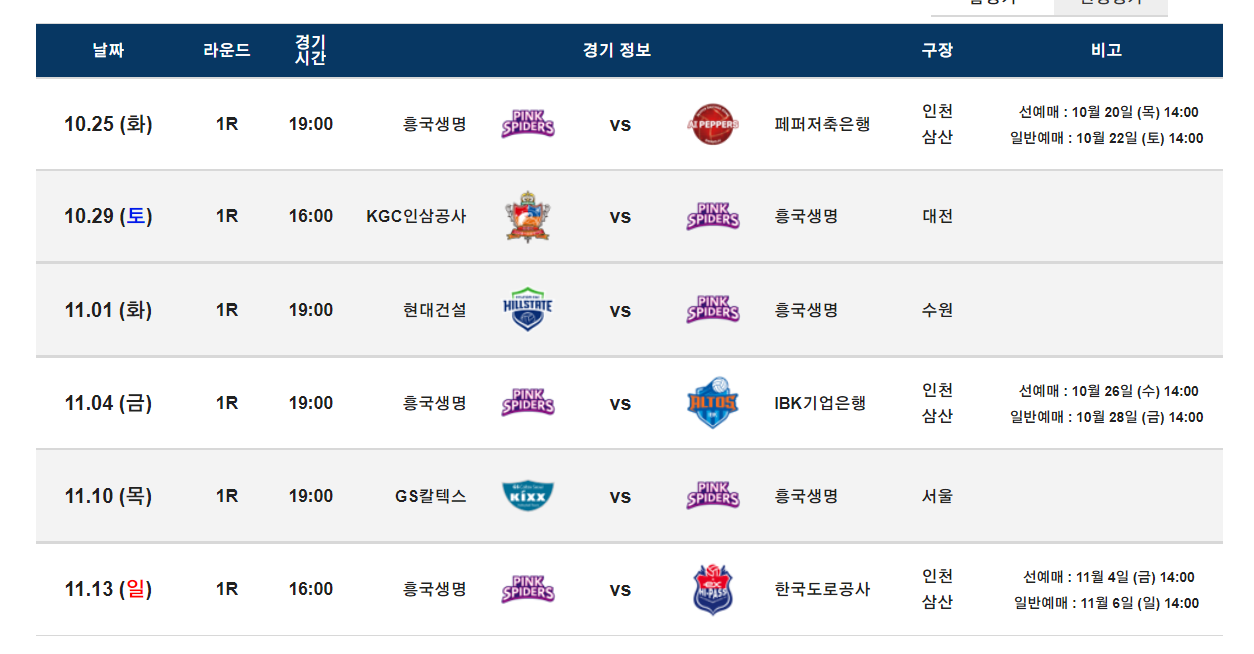 날짜 라운드 경기 시간 경기 정보 구장 비고
10.25 (화) 1R 19:00 흥국생명 PINK SPIDERS vs AI PEPPERS 페퍼저축은행 인천 삼산 선예매 : 10월 20일 (목) 14:00
일반예매 : 10월 22일 (토) 14:00
10.29 (토) 1R 16:00 KGC인삼공사 vs PINK SPIDERS 흥국생명 대전
11.01 (화) 1R 19:00 현대건설 HILLSTATE vs PINK SPIDERS 흥국생명 수원
11.04 (금) 1R 19:00 흥국생명 PINK SPIDERS vs ALTOS IBK기업은행 인천 삼산 선예매 : 10월 26일 (수) 14:00
일반예매 : 10월 28일 (금) 14:00
11.10 (목) 1R 19:00 GS칼텍스 KIXX vs PINK SPIDERS 흥국생명 서울
11.13 (일) 1R 16:00 흥국생명 PINK SPIDERS vs HI-PASS 한국도로공사 인천 삼산 선예매 : 11월 4일 (금) 14:00
일반예매 : 11월 6일 (일) 14:00